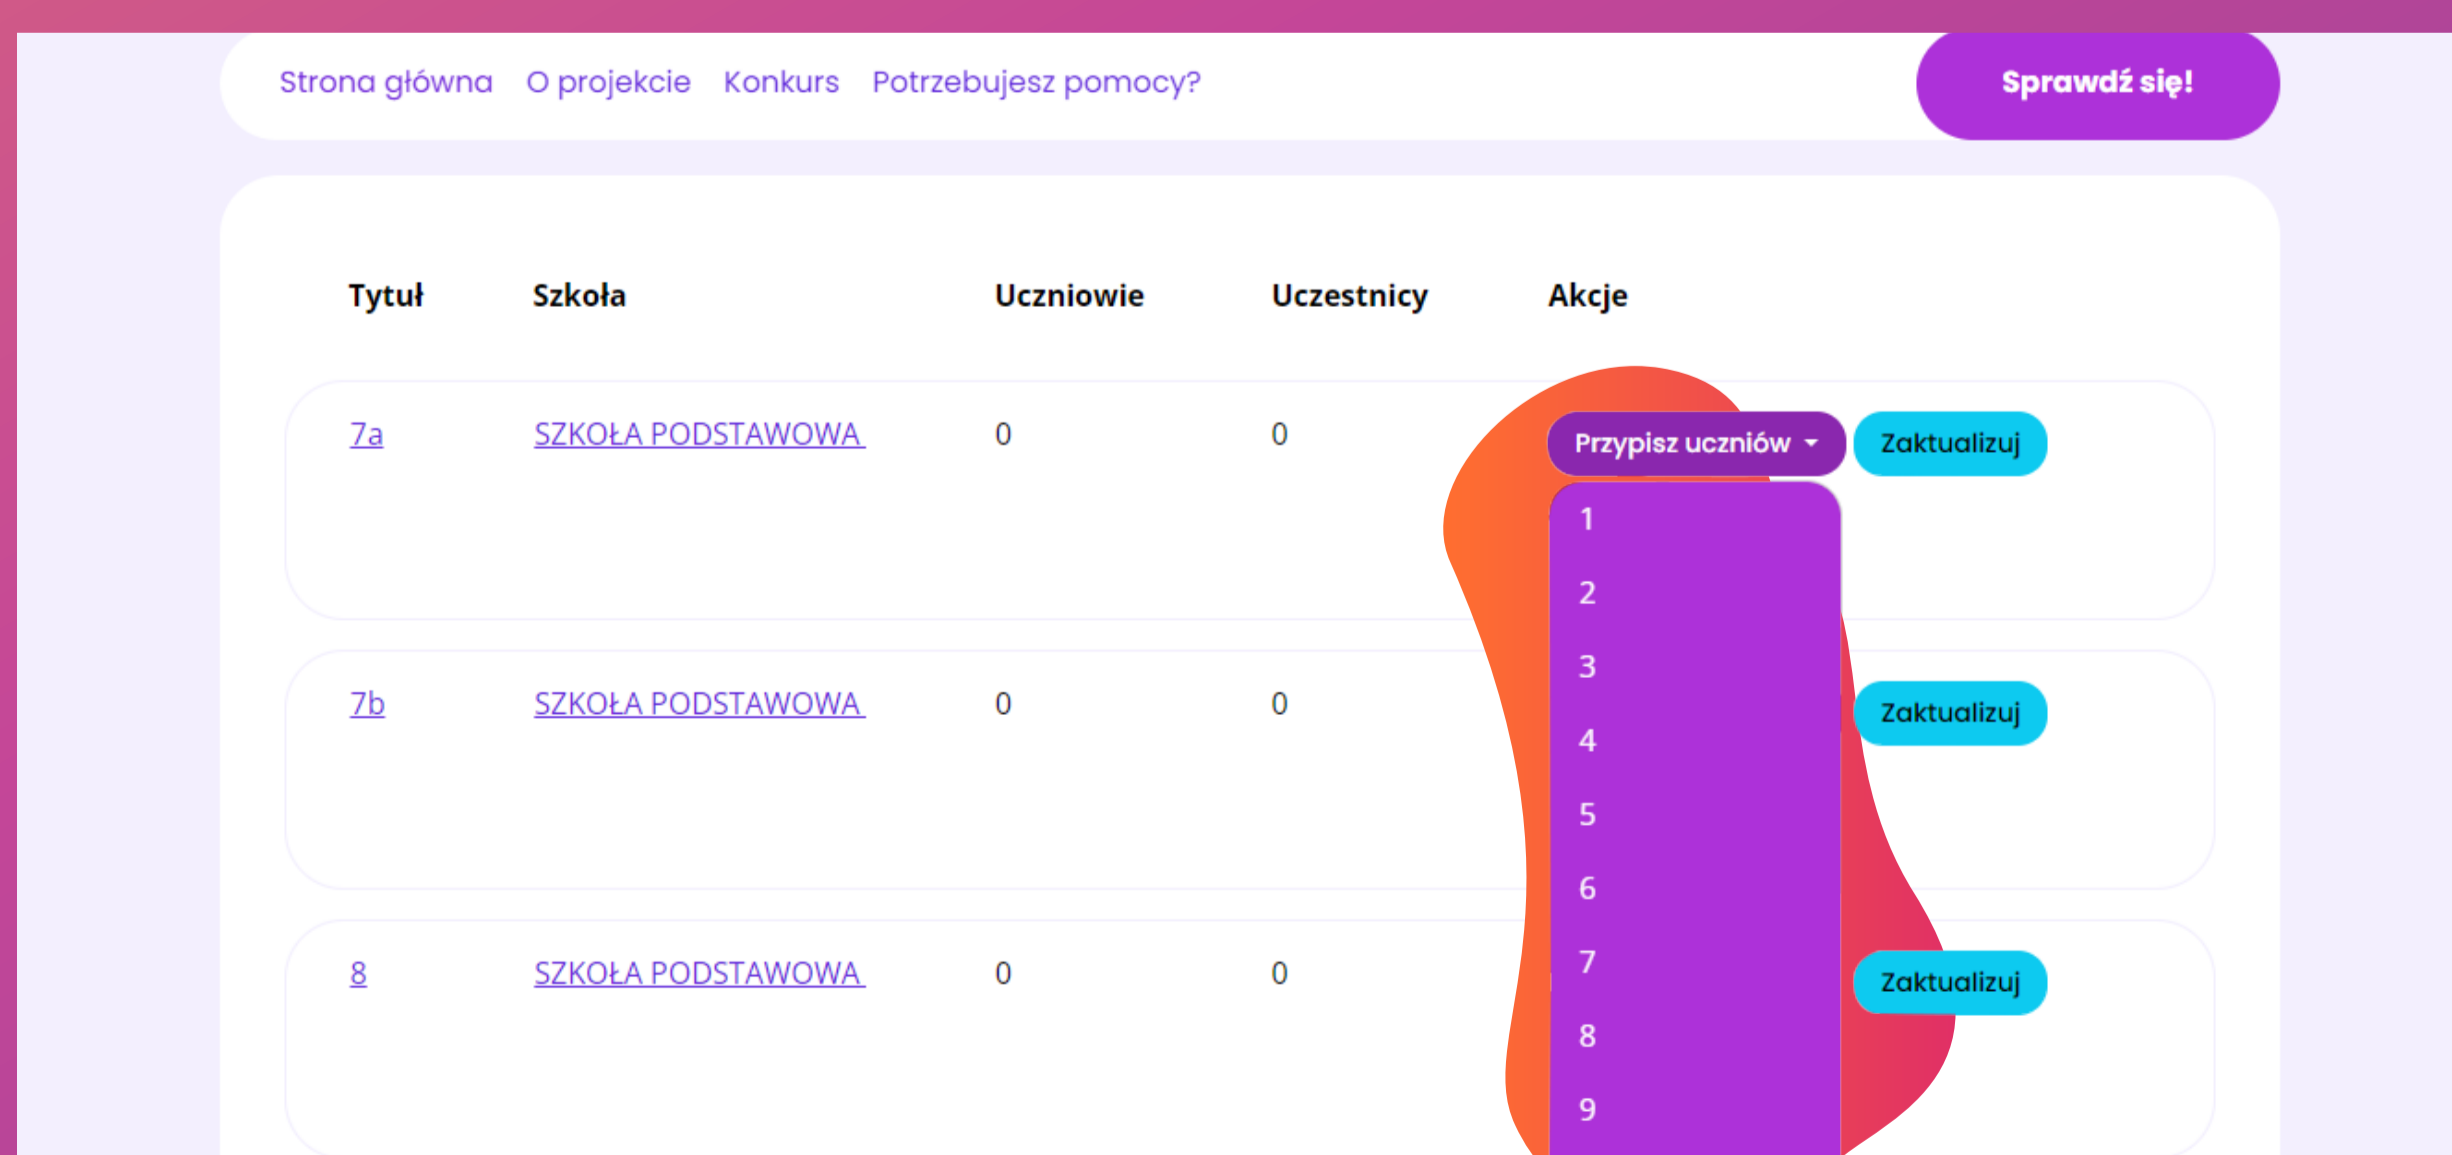 Strona główna O projekcie Konkurs Potrzebujesz pomocy? Sprawdź się!
Tytuł Szkoła Uczniowie Uczestnicy Akcje
7a SZKOŁA PODSTAWOWA 0 0 Przypisz uczniów Zaktualizuj
1
2
3
7b SZKOŁA PODSTAWOWA 0 0 Zaktualizuj
4
5
6
7
8 SZKOŁA PODSTAWOWA 0 0 Zaktualizuj
8
9